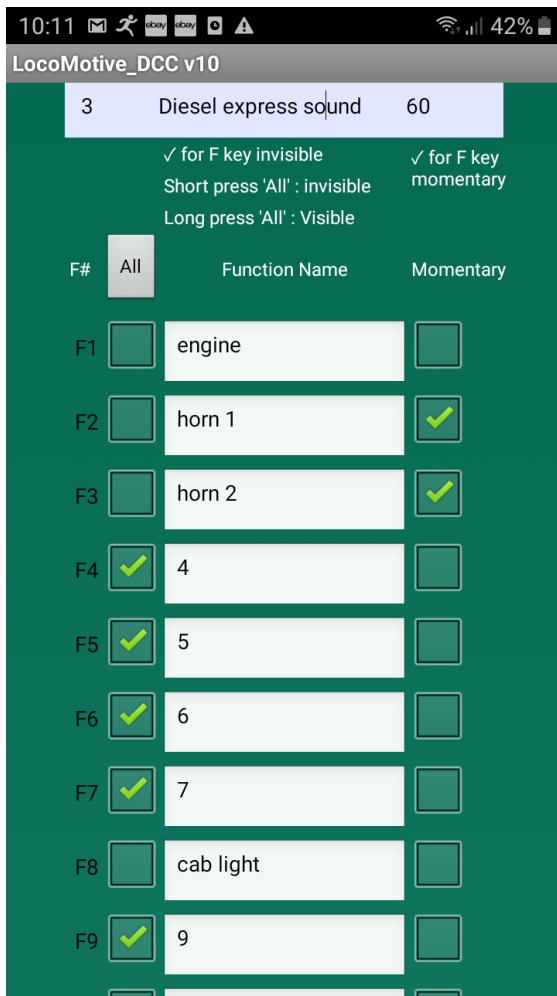 10:11 ebay ebay 42%
LocoMotive_DCC v10
3 Diesel express sound 60
✓ for F key invisible
Short press 'All' : invisible
Long press 'All' : Visible
✓ for F key
momentary
F# All Function Name Momentary
F1 engine
F2 horn 1
F3 horn 2
F4 4
F5 5
F6 6
F7 7
F8 cab light
F9 9